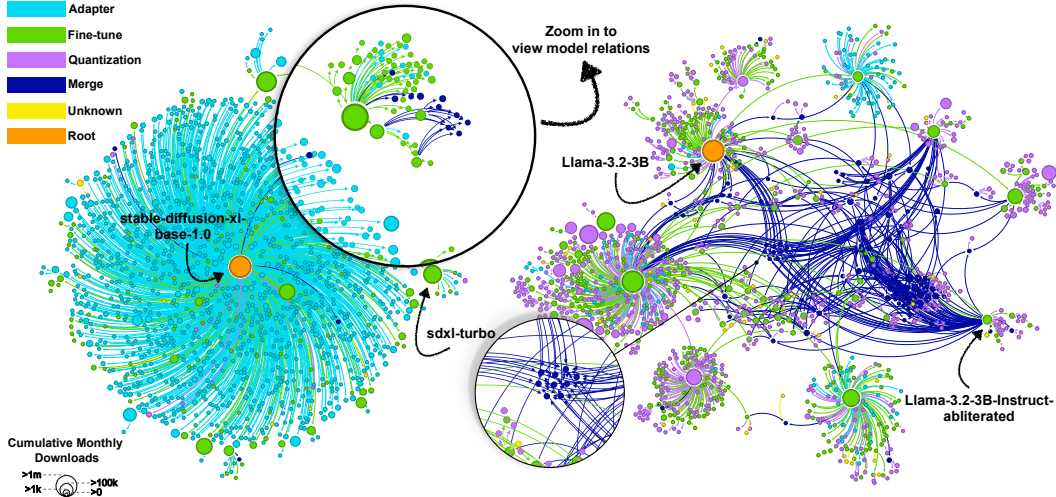 Adapter
Fine-tune
Quantization
Merge
Unknown
Root
Zoom in to
view model relations
stable-diffusion-xl-
base-1.0
sdxl-turbo
Llama-3.2-3B
Llama-3.2-3B-Instruct-
abliterated
Cumulative Monthly
Downloads
>1m
>100k
>1k
>0